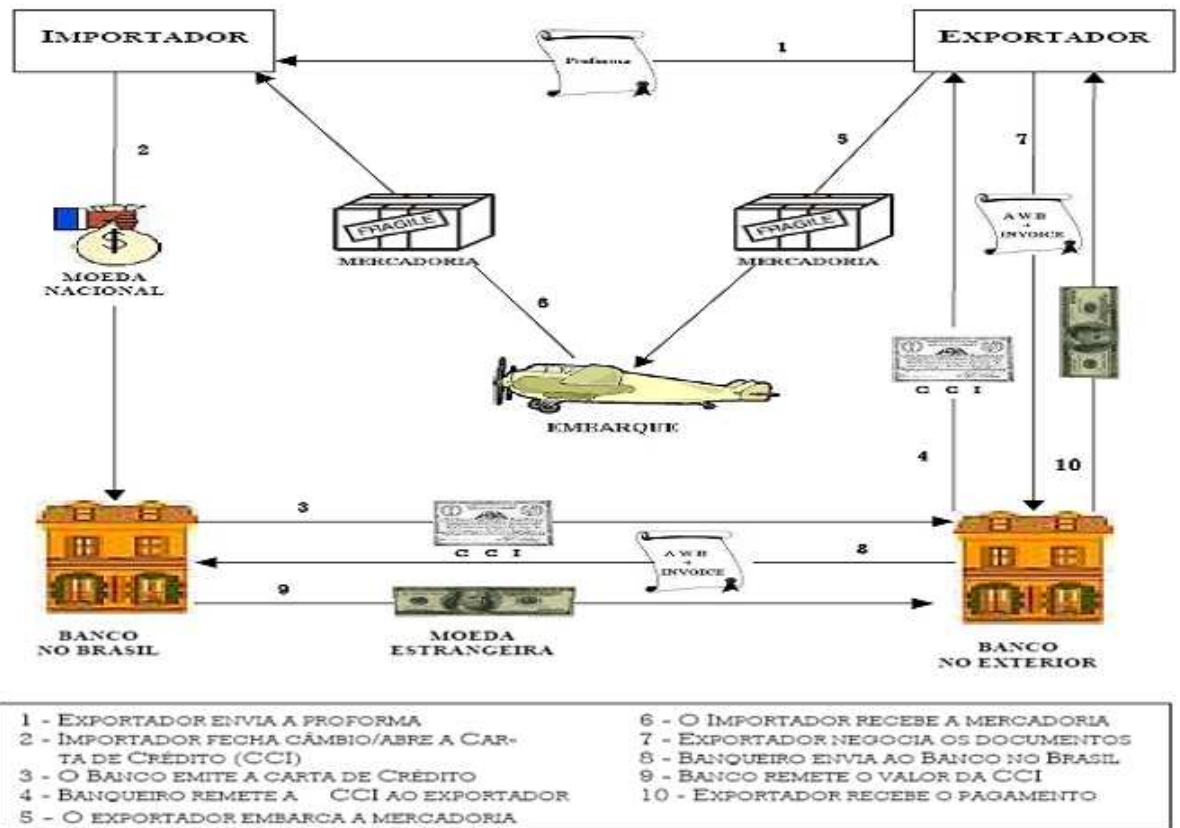 IMPORTADOR
EXPORTADOR
1
Proforma
2
5
7
FRAGILE
FRAGILE
A W B
+
INVOICE
MOEDA
NACIONAL
MERCADORIA
MERCADORIA
6
C C I
EMBARQUE
4
10
3
C C I
A W B
+
INVOICE
8
9
BANCO
NO BRASIL
MOEDA
ESTRANGEIRA
BANCO
NO EXTERIOR
1 - EXPORTADOR ENVIA A PROFORMA
2 - IMPORTADOR FECHA CÂMBIO/ABRE A CAR-
TA DE CRÉDITO (CCI)
3 - O BANCO EMITE A CARTA DE CRÉDITO
4 - BANQUEIRO REMETE A CCI AO EXPORTADOR
5 - O EXPORTADOR EMBARCA A MERCADORIA
6 - O IMPORTADOR RECEBE A MERCADORIA
7 - EXPORTADOR NEGOCIA OS DOCUMENTOS
8 - BANQUEIRO ENVIA AO BANCO NO BRASIL
9 - BANCO REMETE O VALOR DA CCI
10 - EXPORTADOR RECEBE O PAGAMENTO